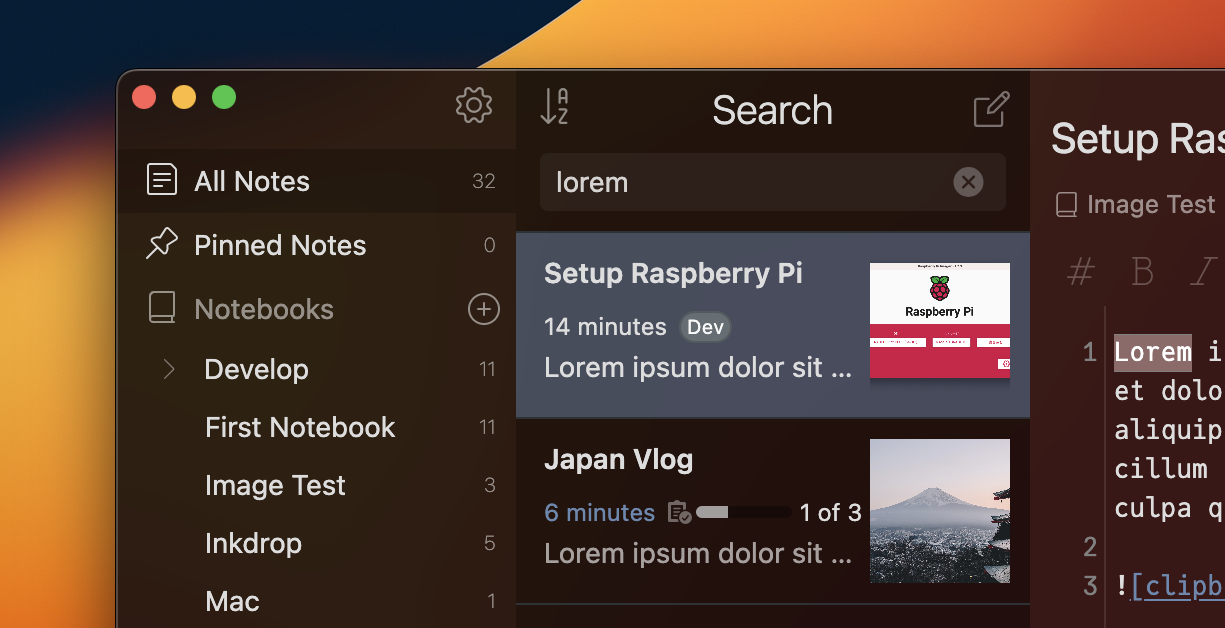 All Notes 32
Pinned Notes 0
Notebooks
Develop 11
First Notebook 11
Image Test 3
Inkdrop 5
Mac 1
Search
lorem
Setup Raspberry Pi
14 minutes Dev
Lorem ipsum dolor sit ...
Raspberry Pi
Japan Vlog
6 minutes 1 of 3
Lorem ipsum dolor sit ...
Setup Ras
Image Test
# B I
1 Lorem i
et dolo
aliquip
cillum
culpa q
2
3 ![clipb